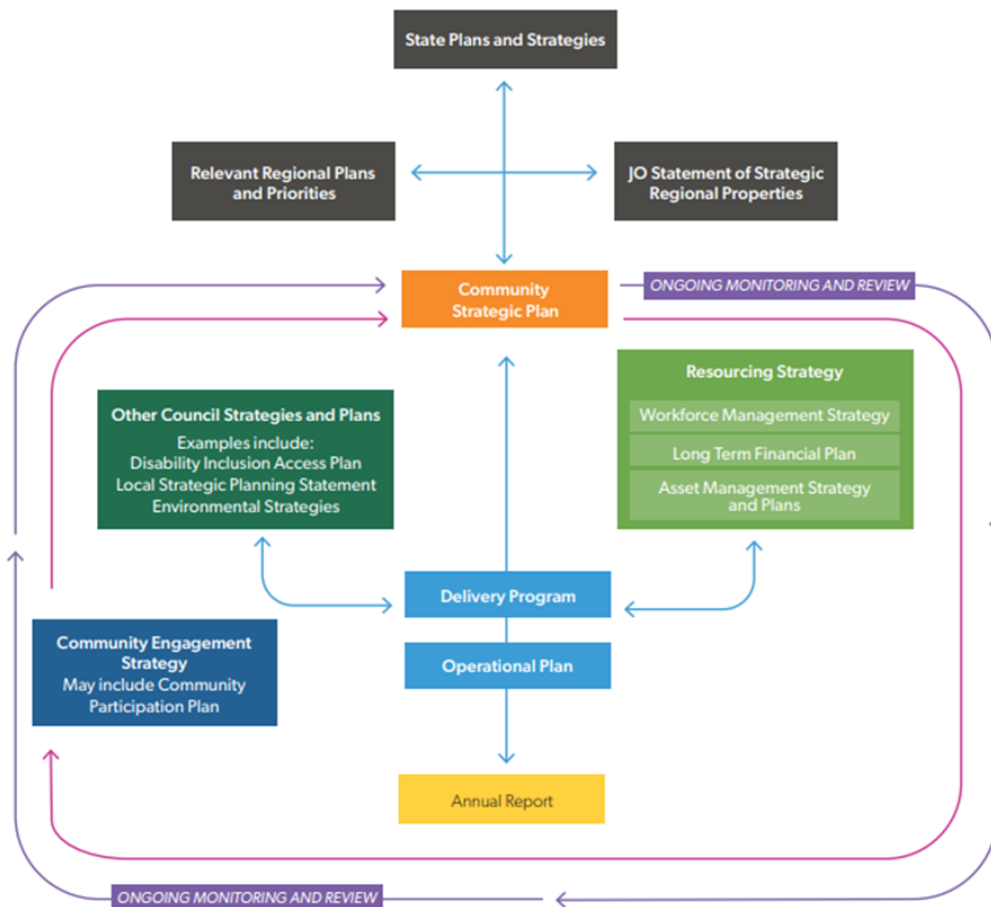 State Plans and Strategies
Relevant Regional Plans
and Priorities
JO Statement of Strategic
Regional Properties
Community
Strategic Plan
ONGOING MONITORING AND REVIEW
Other Council Strategies and Plans
Examples include:
Disability Inclusion Access Plan
Local Strategic Planning Statement
Environmental Strategies
Resourcing Strategy
Workforce Management Strategy
Long Term Financial Plan
Asset Management Strategy
and Plans
Delivery Program
Community Engagement
Strategy
May include Community
Participation Plan
Operational Plan
Annual Report
ONGOING MONITORING AND REVIEW